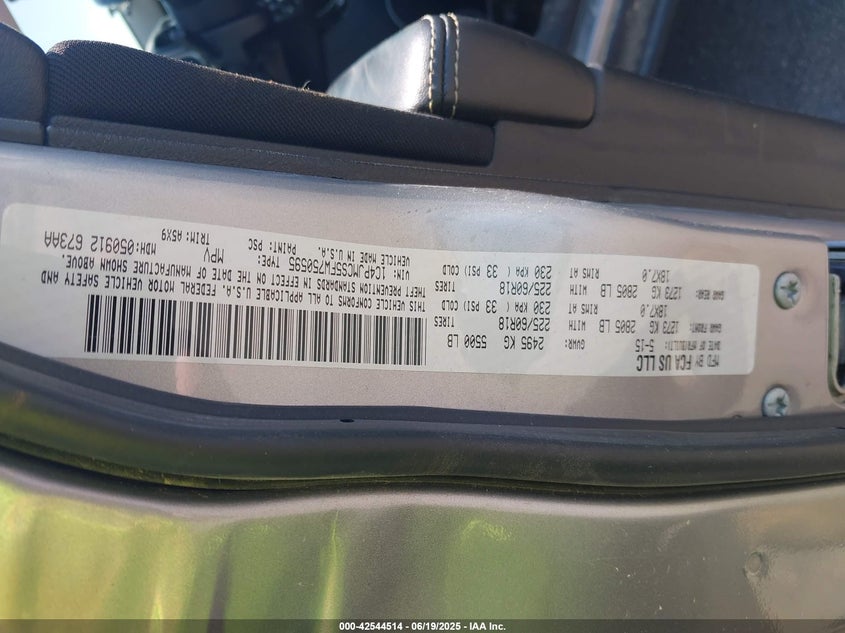 MFD BY FCA US LLC
DATE OF MFR(BUILT): 5-15 GVWR: 2495 KG 5500 LB
GAWR FRONT: 1273 KG 2805 LB WITH TIRES 225/60R18
18X7.0 RIMS AT 230 KPA ( 33 PSI) COLD
GAWR REAR: 1273 KG 2805 LB WITH TIRES 225/60R18
18X7.0 RIMS AT 230 KPA ( 33 PSI) COLD
THIS VEHICLE CONFORMS TO ALL APPLICABLE U.S.A. FEDERAL MOTOR VEHICLE SAFETY AND
THEFT PREVENTION STANDARDS IN EFFECT ON THE DATE OF MANUFACTURE SHOWN ABOVE.
VIN: 1C4PJMCS5FW750595 TYPE: MPV MDH:050912 673AA
VEHICLE MADE IN U.S.A. PAINT: PSC TRIM:A5X9
000-42544514 / 06/19/2025 - IAA Inc.